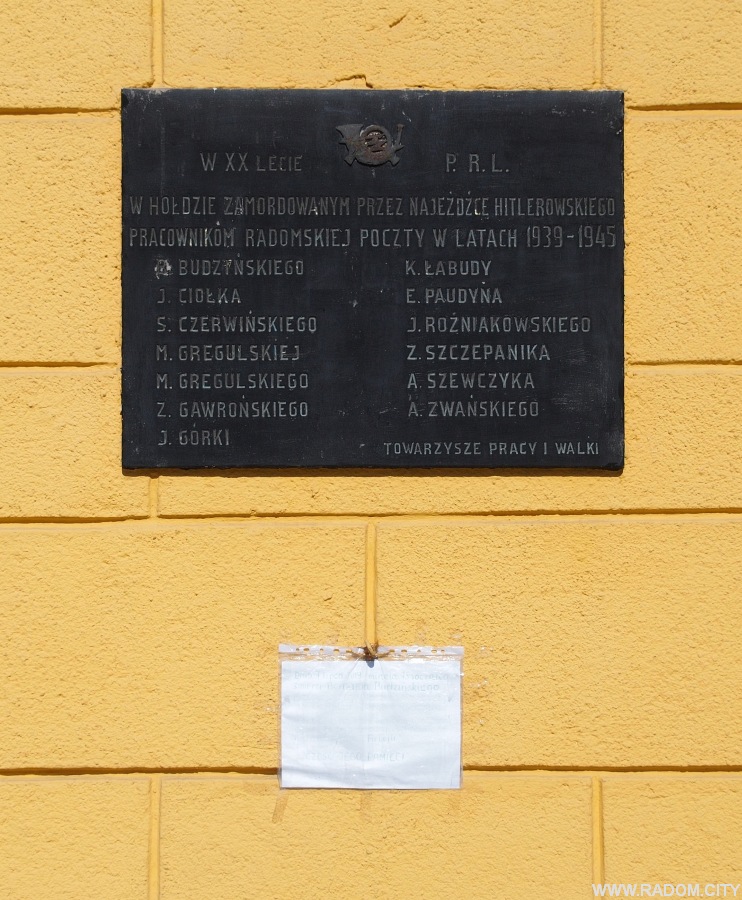 W XX LECIE P. R. L.
W HOŁDZIE ZAMORDOWANYM PRZEZ NAJEŹDŹCĘ HITLEROWSKIEGO
PRACOWNIKOM RADOMSKIEJ POCZTY W LATACH 1939-1945
BUDZYŃSKIEGO K. ŁABUDY
J. CIOŁKA E. PAUDYNA
S. CZERWIŃSKIEGO J. ROŹNIAKOWSKIEGO
M. GREGULSKIEJ Z. SZCZEPANIKA
M. GREGULSKIEGO A. SZEWCZYKA
Z. GAWROŃSKIEGO A. ZWAŃSKIEGO
J. GÓRKI
TOWARZYSZE PRACY I WALKI
WWW.RADOM.CITY